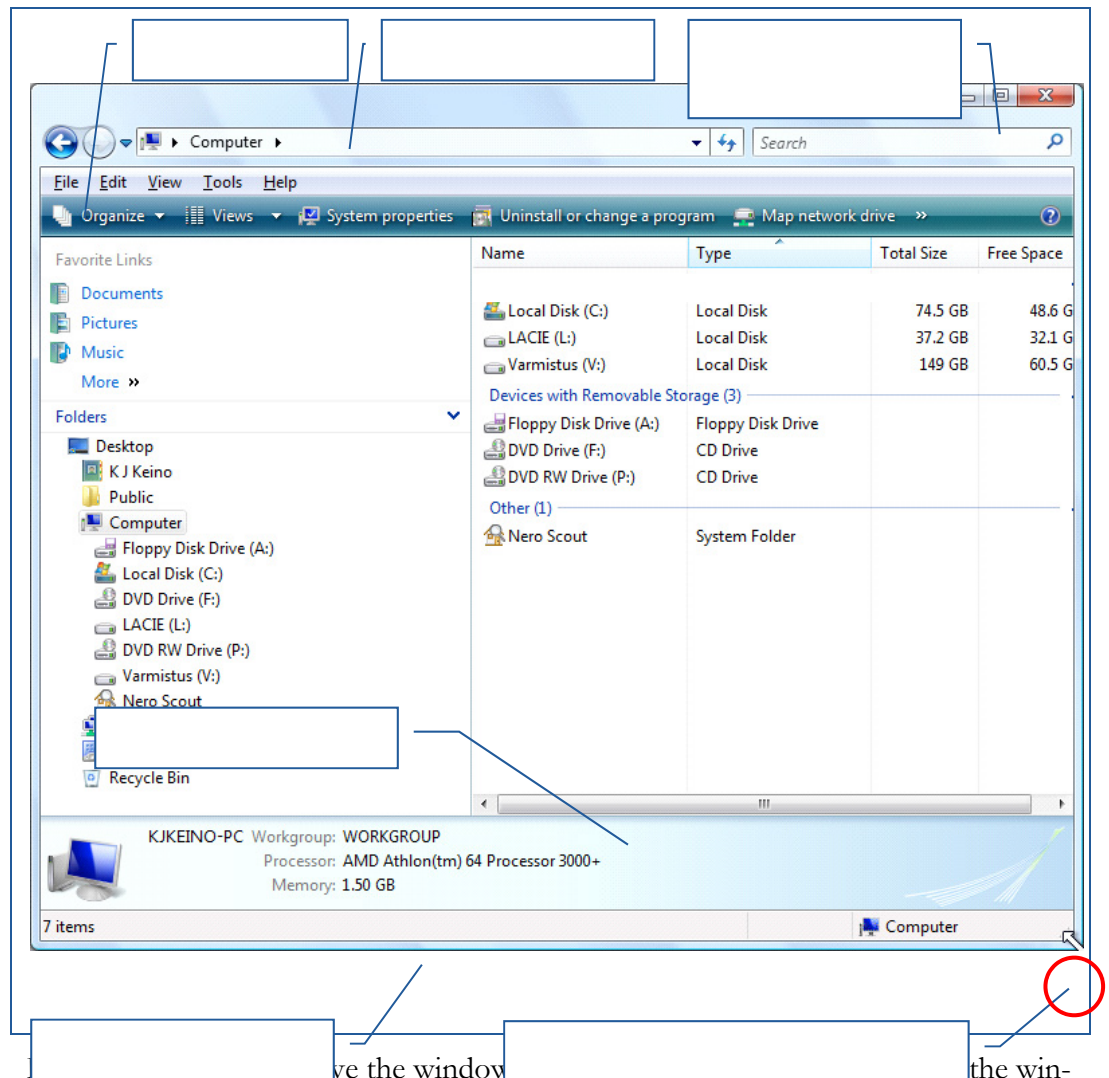 Computer
Search
File Edit View Tools Help
Organize Views System properties Uninstall or change a program Map network drive »
Favorite Links
Documents
Pictures
Music
More »
Folders
Desktop
K J Keino
Public
Computer
Floppy Disk Drive (A:)
Local Disk (C:)
DVD Drive (F:)
LACIE (L:)
DVD RW Drive (P:)
Varmistus (V:)
Nero Scout
Recycle Bin
Name Type Total Size Free Space
Local Disk (C:) Local Disk 74.5 GB 48.6 G
LACIE (L:) Local Disk 37.2 GB 32.1 G
Varmistus (V:) Local Disk 149 GB 60.5 G
Devices with Removable Storage (3)
Floppy Disk Drive (A:) Floppy Disk Drive
DVD Drive (F:) CD Drive
DVD RW Drive (P:) CD Drive
Other (1)
Nero Scout System Folder
KJKEINO-PC Workgroup: WORKGROUP
Processor: AMD Athlon(tm) 64 Processor 3000+
Memory: 1.50 GB
7 items Computer
the window the win-